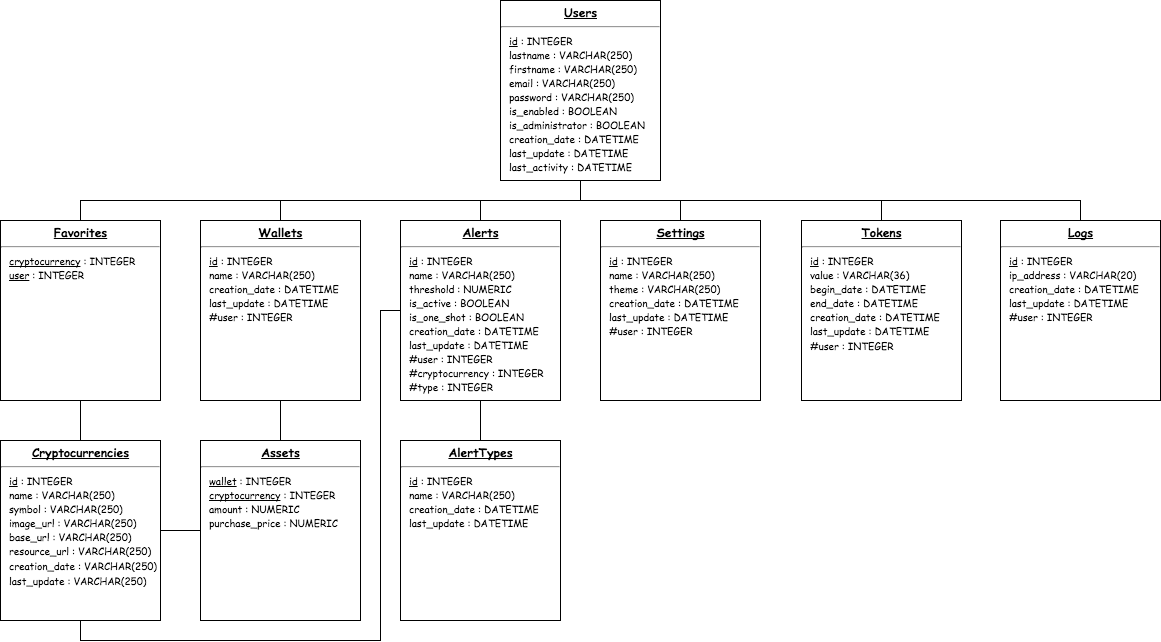 Users
id : INTEGER
lastname : VARCHAR(250)
firstname : VARCHAR(250)
email : VARCHAR(250)
password : VARCHAR(250)
is_enabled : BOOLEAN
is_administrator : BOOLEAN
creation_date : DATETIME
last_update : DATETIME
last_activity : DATETIME
Favorites
cryptocurrency : INTEGER
user : INTEGER
Wallets
id : INTEGER
name : VARCHAR(250)
creation_date : DATETIME
last_update : DATETIME
#user : INTEGER
Alerts
id : INTEGER
name : VARCHAR(250)
threshold : NUMERIC
is_active : BOOLEAN
is_one_shot : BOOLEAN
creation_date : DATETIME
last_update : DATETIME
#user : INTEGER
#cryptocurrency : INTEGER
#type : INTEGER
Settings
id : INTEGER
name : VARCHAR(250)
theme : VARCHAR(250)
creation_date : DATETIME
last_update : DATETIME
#user : INTEGER
Tokens
id : INTEGER
value : VARCHAR(36)
begin_date : DATETIME
end_date : DATETIME
creation_date : DATETIME
last_update : DATETIME
#user : INTEGER
Logs
id : INTEGER
ip_address : VARCHAR(20)
creation_date : DATETIME
last_update : DATETIME
#user : INTEGER
Cryptocurrencies
id : INTEGER
name : VARCHAR(250)
symbol : VARCHAR(250)
image_url : VARCHAR(250)
base_url : VARCHAR(250)
resource_url : VARCHAR(250)
creation_date : VARCHAR(250)
last_update : VARCHAR(250)
Assets
wallet : INTEGER
cryptocurrency : INTEGER
amount : NUMERIC
purchase_price : NUMERIC
AlertTypes
id : INTEGER
name : VARCHAR(250)
creation_date : DATETIME
last_update : DATETIME